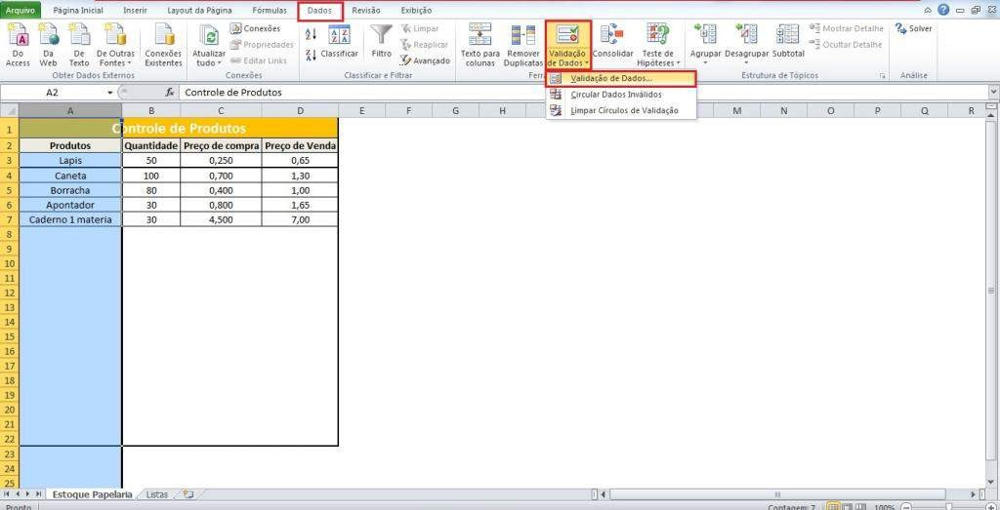 Arquivo Página Inicial Inserir Layout da Página Fórmulas Dados Revisão Exibição
Do Access
Da Web
De Texto
De Outras Fontes
Obter Dados Externos
Conexões Existentes
Atualizar tudo
Conexões
Propriedades
Editar Links
Conexões
Classificar
Filtro
Limpar
Reaplicar
Avançado
Classificar e Filtrar
Texto para colunas
Remover Duplicatas
Validação de Dados
Consolidar
Teste de Hipóteses
Ferra
Validação de Dados...
Circular Dados Inválidos
Limpar Círculos de Validação
Agrupar
Desagrupar
Subtotal
Mostrar Detalhe
Ocultar Detalhe
Estrutura de Tópicos
Solver
Análise
A2 fx Controle de Produtos
A B C D E F G H M N O P Q R
1 Controle de Produtos
2 Produtos Quantidade Preço de compra Preço de Venda
3 Lapis 50 0,250 0,65
4 Caneta 100 0,700 1,30
5 Borracha 80 0,400 1,00
6 Apontador 30 0,800 1,65
7 Caderno 1 materia 30 4,500 7,00
8
9
10
11
12
13
14
15
16
17
18
19
20
21
22
23
24
25
Estoque Papelaria Listas
Pronto Contagem: 7 100%